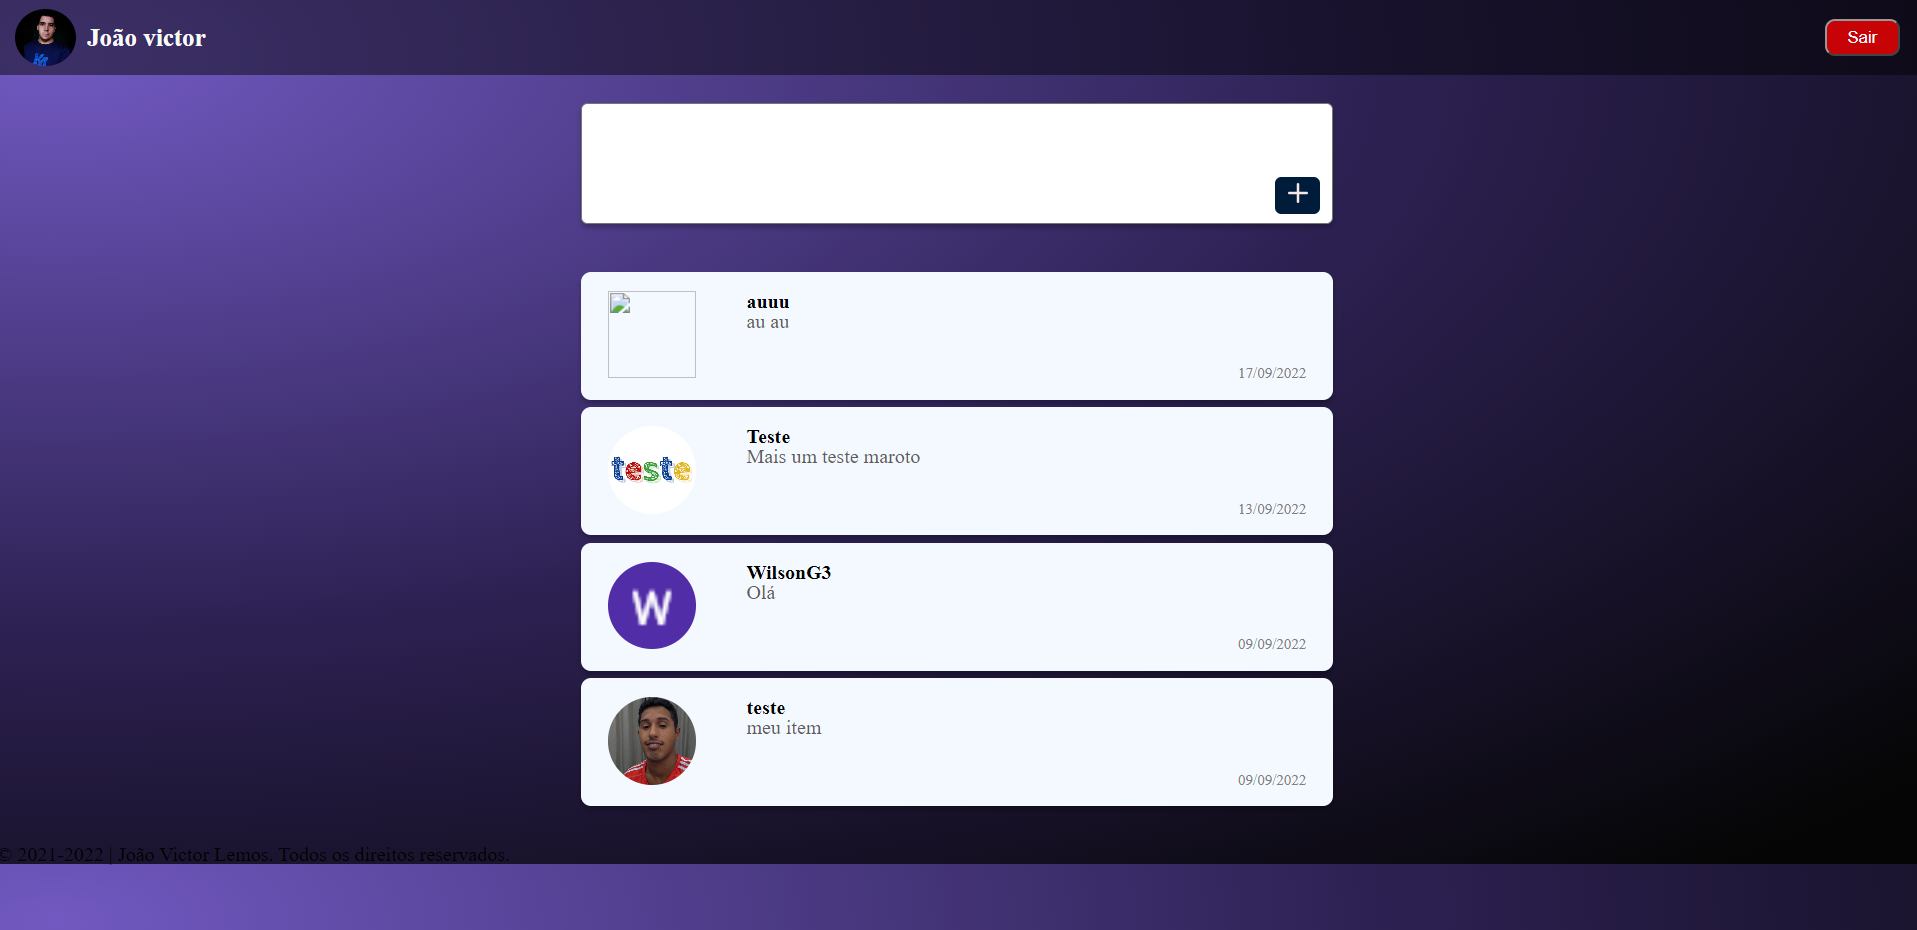 João victor
Sair
auuu
au au
17/09/2022
teste
Teste
Mais um teste maroto
13/09/2022
W
WilsonG3
Olá
09/09/2022
teste
meu item
09/09/2022
© 2021-2022 | João Victor Lemos. Todos os direitos reservados.